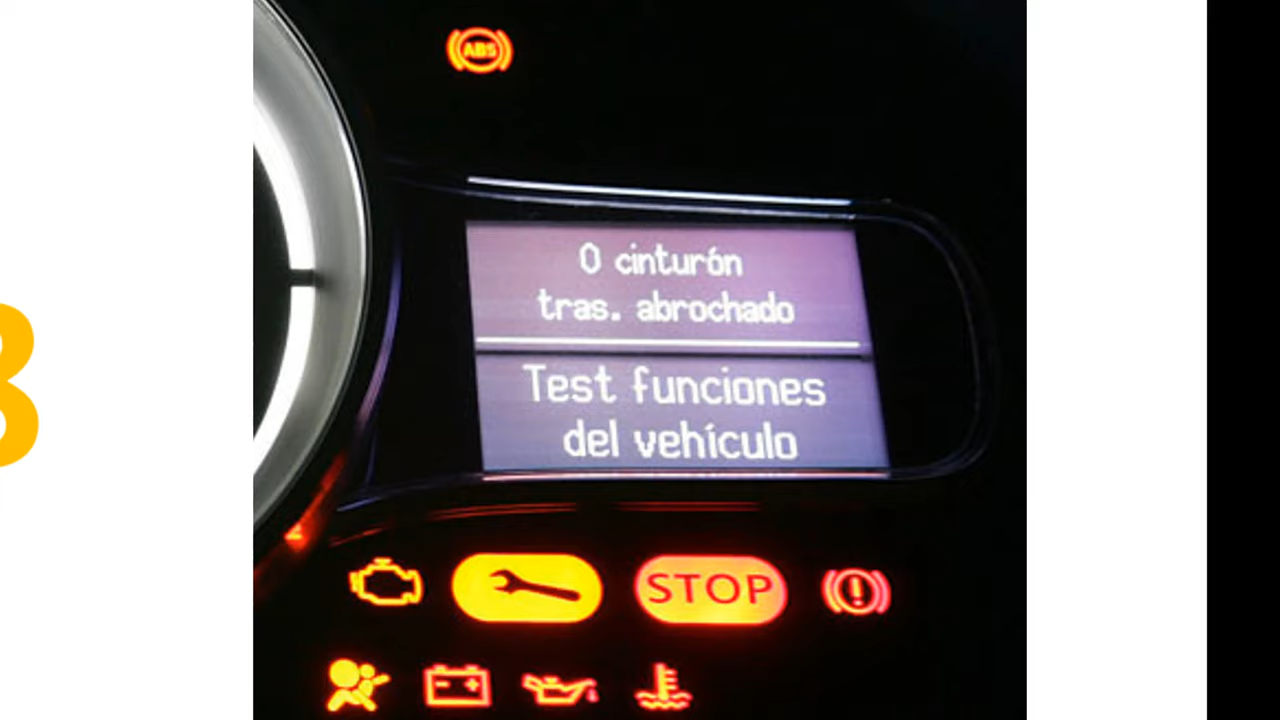 ABS
0 cinturón
tras. abrochado
Test funciones
del vehículo
STOP